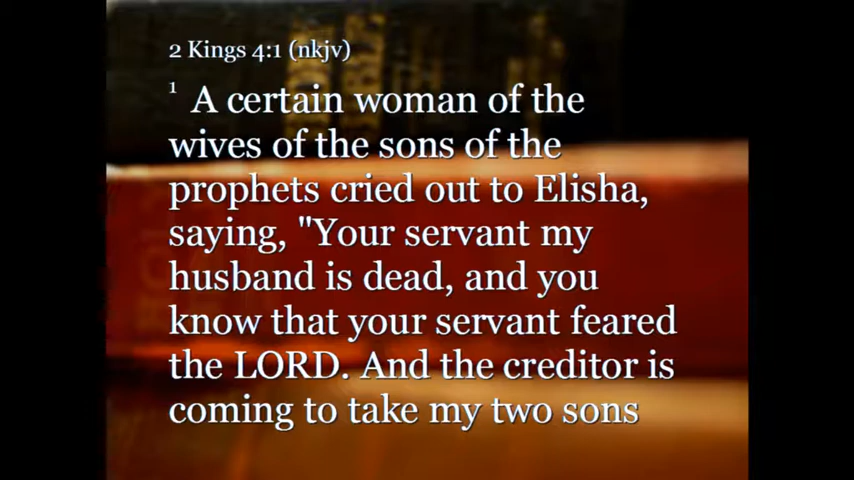 2 Kings 4:1 (nkjv)
1 A certain woman of the
wives of the sons of the
prophets cried out to Elisha,
saying, "Your servant my
husband is dead, and you
know that your servant feared
the LORD. And the creditor is
coming to take my two sons